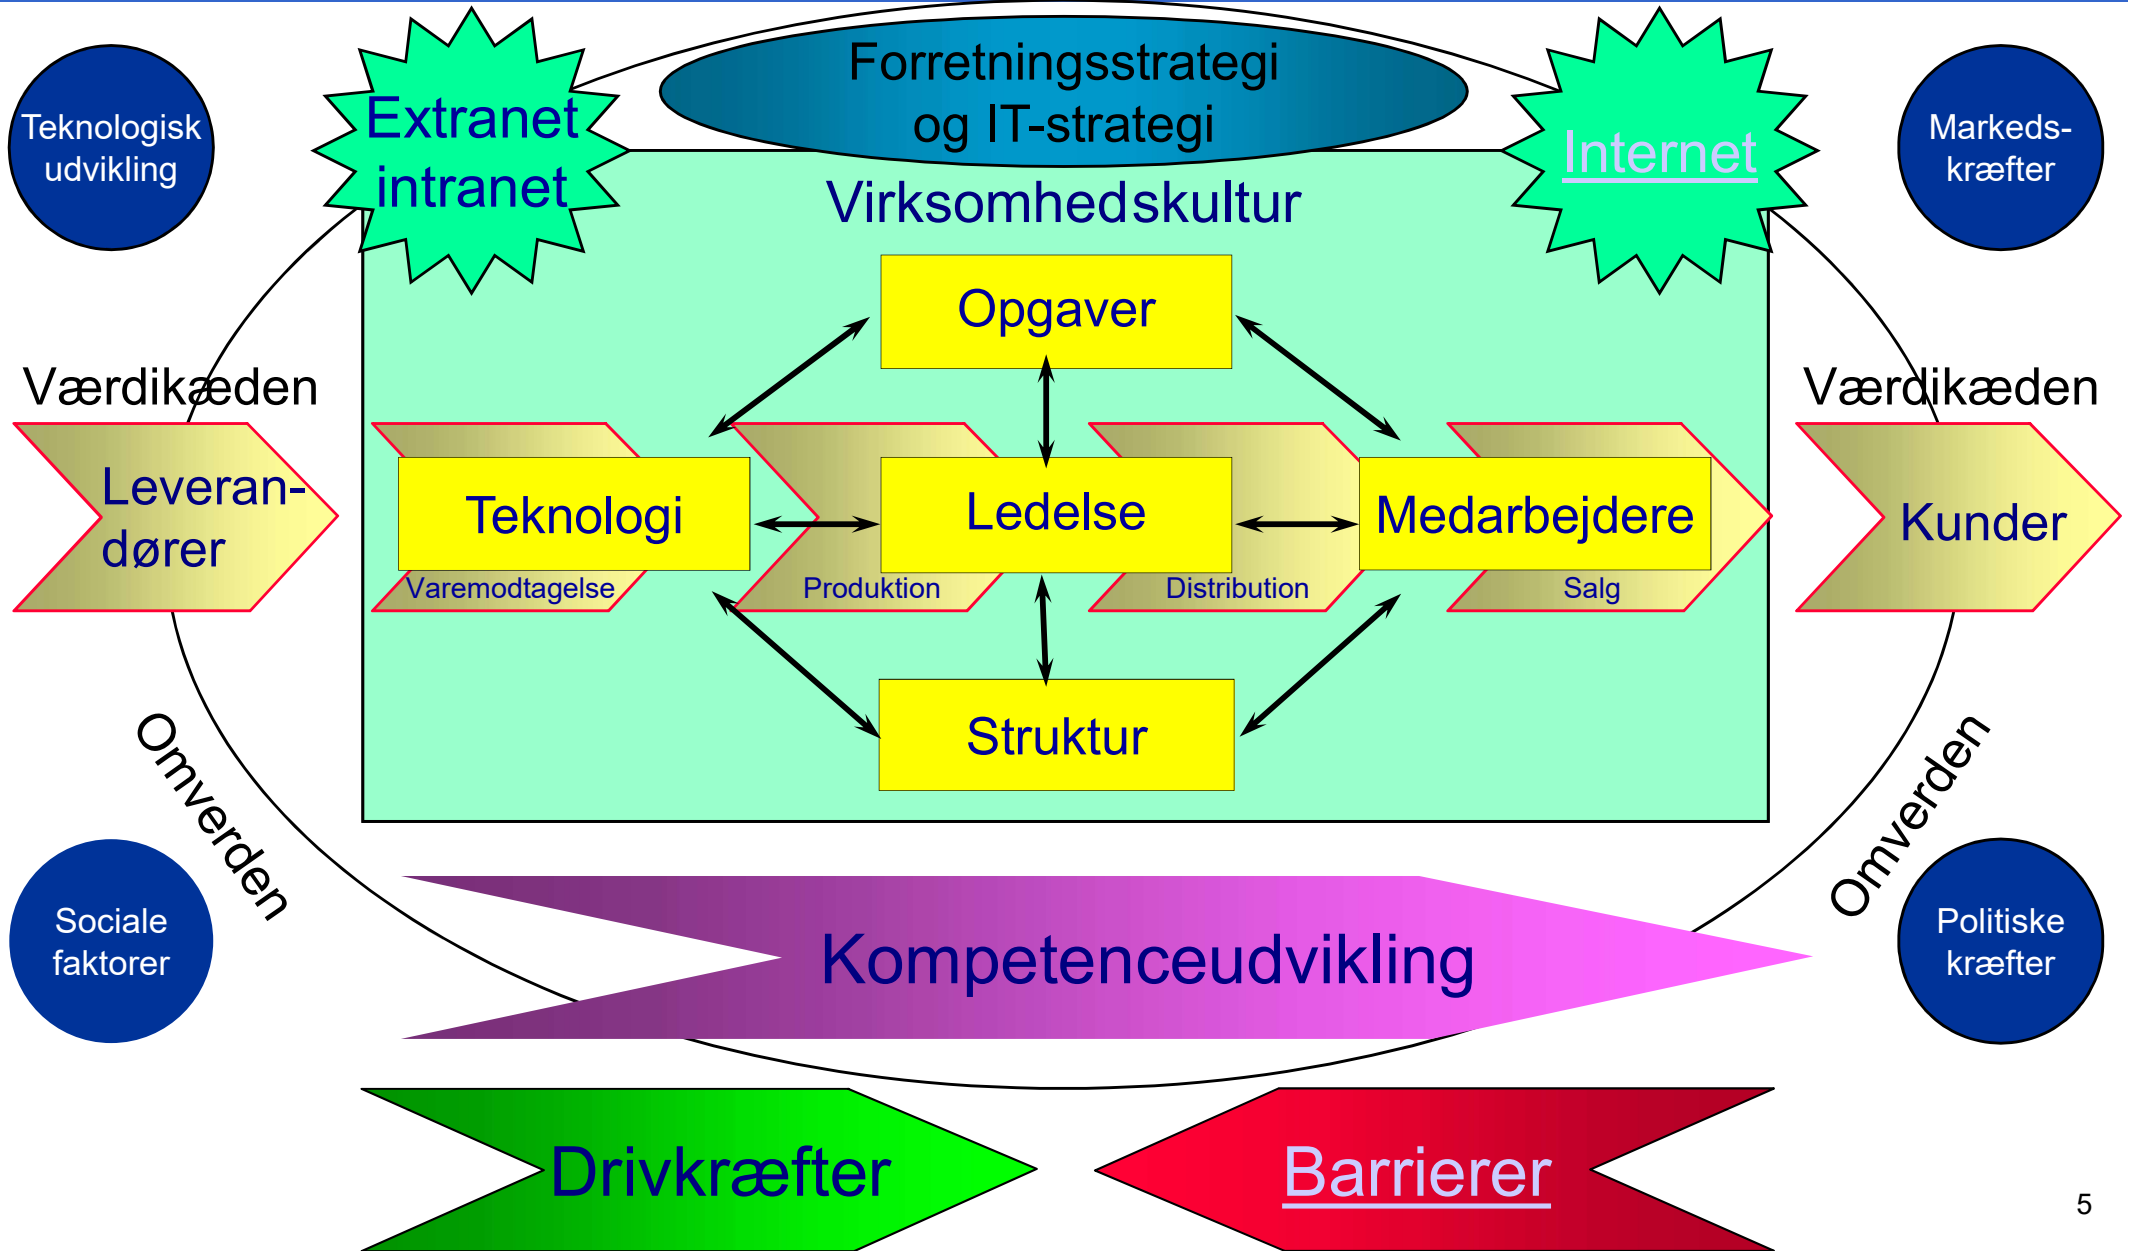 Forretningsstrategi
og IT-strategi
Teknologisk
udvikling
Extranet
intranet
Internet
Markeds-
kræfter
Virksomhedskultur
Opgaver
Værdikæden
Værdikæden
Leveran-
dører
Teknologi
Ledelse
Medarbejdere
Kunder
Varemodtagelse
Produktion
Distribution
Salg
Struktur
Omverden
Omverden
Sociale
faktorer
Kompetenceudvikling
Politiske
kræfter
Drivkræfter
Barrierer
5